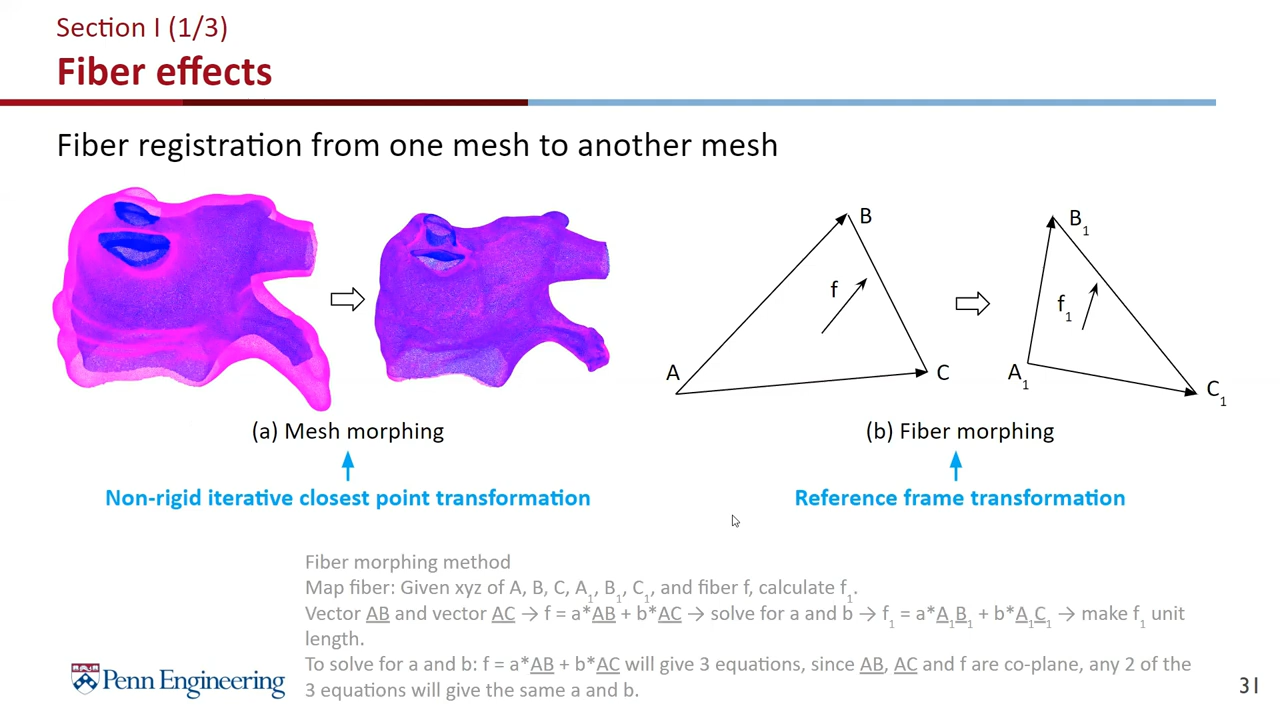 Section I (1/3)
Fiber effects
Fiber registration from one mesh to another mesh
B
f
A
C
B₁
f₁
A₁
C₁
(a) Mesh morphing
(b) Fiber morphing
Non-rigid iterative closest point transformation
Reference frame transformation
Fiber morphing method
Map fiber: Given xyz of A, B, C, A₁, B₁, C₁, and fiber f, calculate f₁.
Vector AB and vector AC → f = a*AB + b*AC → solve for a and b → f₁ = a*A₁B₁ + b*A₁C₁ → make f₁ unit
length.
To solve for a and b: f = a*AB + b*AC will give 3 equations, since AB, AC and f are co-plane, any 2 of the
3 equations will give the same a and b.
Penn Engineering
31